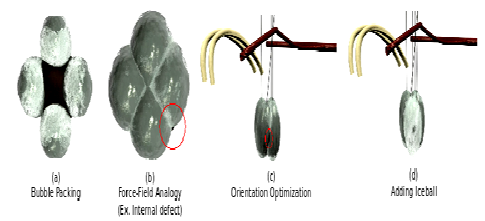 (a)
Bubble Packing
(b)
Force-Field Analogy
(Ex. Internal defect)
(c)
Orientation Optimization
(d)
Adding Iceball